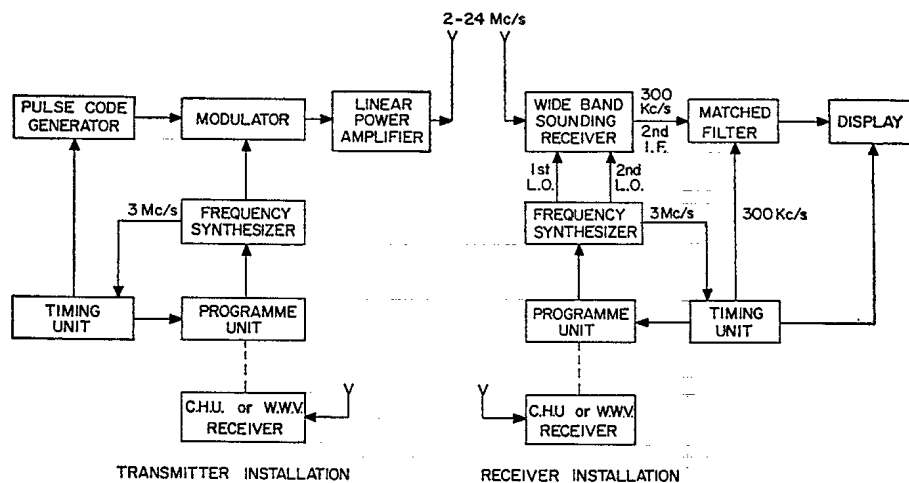 2-24 Mc/s
PULSE CODE
GENERATOR
MODULATOR
LINEAR
POWER
AMPLIFIER
WIDE BAND
SOUNDING
RECEIVER
300
Kc/s
2nd
I.F.
MATCHED
FILTER
DISPLAY
1st
L.O.
2nd
L.O.
3 Mc/s
FREQUENCY
SYNTHESIZER
FREQUENCY
SYNTHESIZER
3Mc/s
300 Kc/s
TIMING
UNIT
PROGRAMME
UNIT
PROGRAMME
UNIT
TIMING
UNIT
C.H.U. or W.W.V.
RECEIVER
C.H.U or W.W.V.
RECEIVER
TRANSMITTER INSTALLATION
RECEIVER INSTALLATION